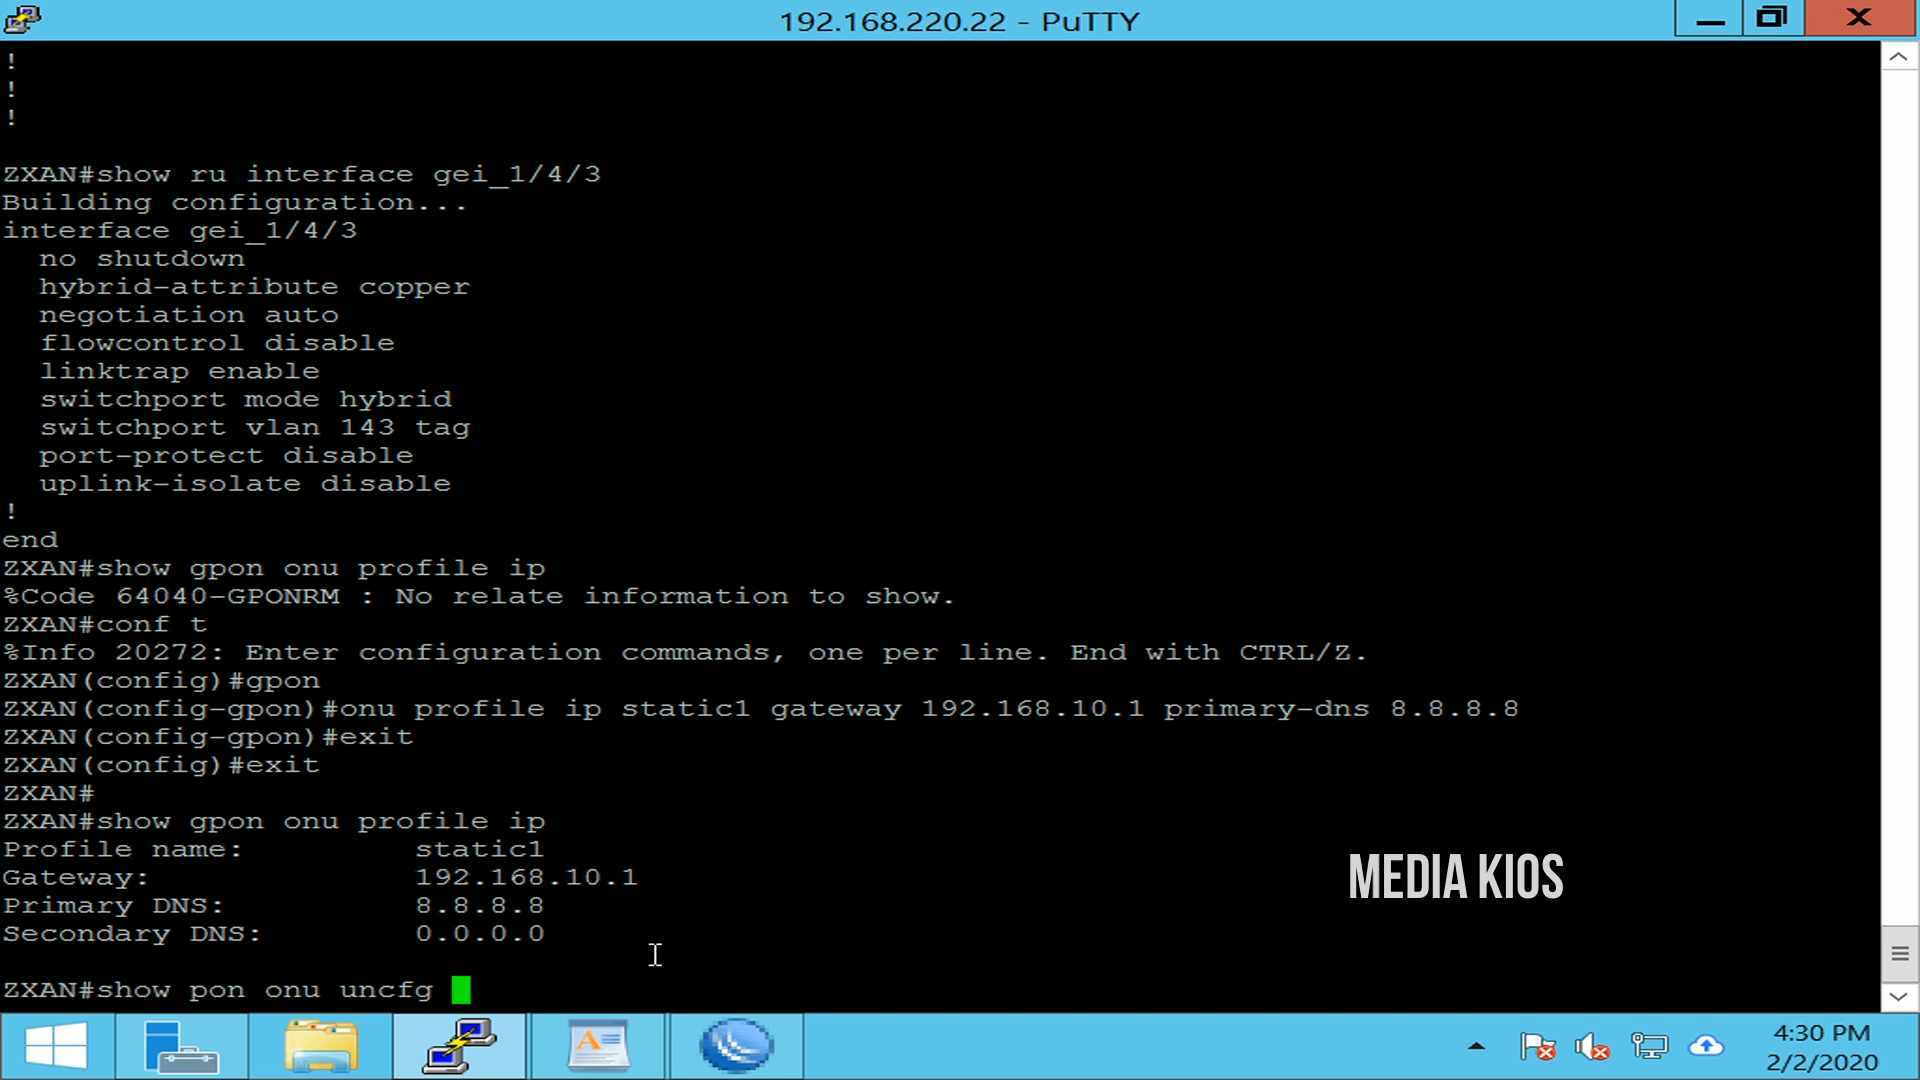 192.168.220.22 - PuTTY
!
!
!
ZXAN#show ru interface gei_1/4/3
Building configuration...
interface gei_1/4/3
  no shutdown
  hybrid-attribute copper
  negotiation auto
  flowcontrol disable
  linktrap enable
  switchport mode hybrid
  switchport vlan 143 tag
  port-protect disable
  uplink-isolate disable
!
end
ZXAN#show gpon onu profile ip
%Code 64040-GPONRM : No relate information to show.
ZXAN#conf t
%Info 20272: Enter configuration commands, one per line. End with CTRL/Z.
ZXAN(config)#gpon
ZXAN(config-gpon)#onu profile ip static1 gateway 192.168.10.1 primary-dns 8.8.8.8
ZXAN(config-gpon)#exit
ZXAN(config)#exit
ZXAN#
ZXAN#show gpon onu profile ip
Profile name:         static1
Gateway:              192.168.10.1
Primary DNS:          8.8.8.8
Secondary DNS:        0.0.0.0
ZXAN#show pon onu uncfg
MEDIA KIOS
4:30 PM
2/2/2020